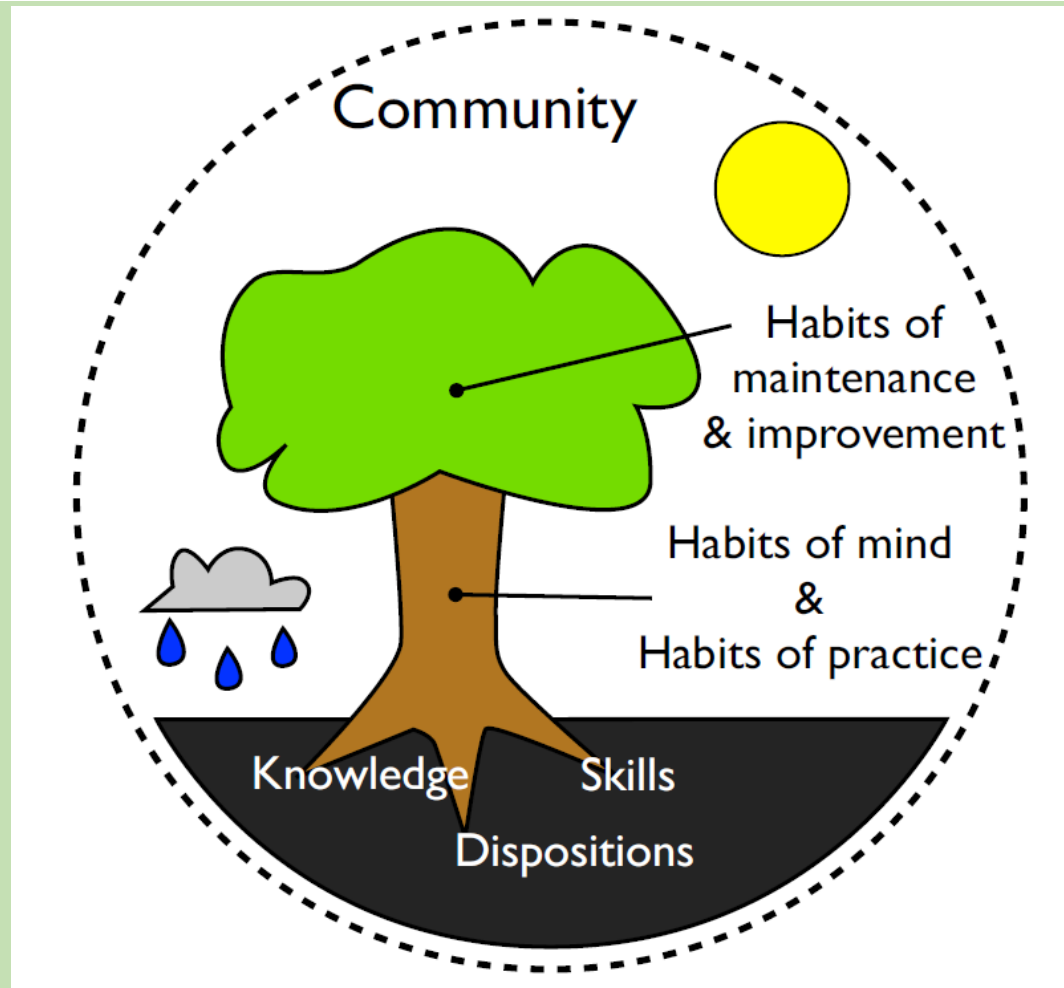 Community
Habits of
maintenance
& improvement
Habits of mind
&
Habits of practice
Knowledge
Skills
Dispositions